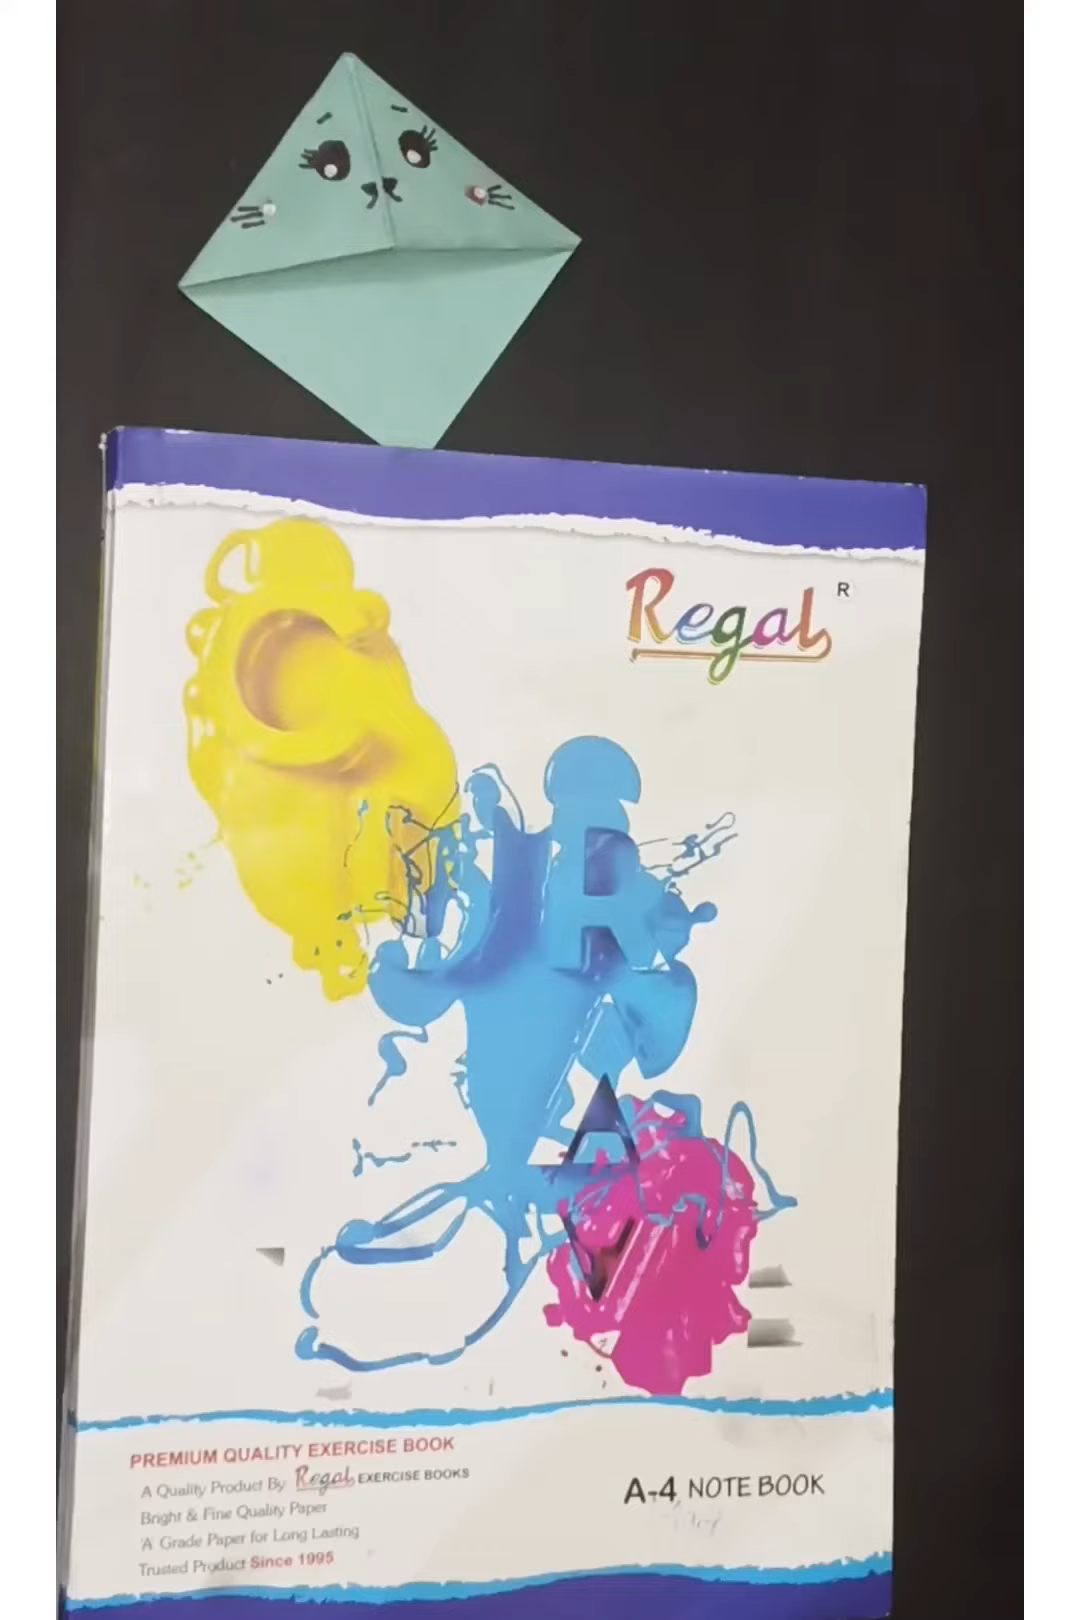 Regal ®
D R
A
PREMIUM QUALITY EXERCISE BOOK
A Quality Product By Regal EXERCISE BOOKS
Bright & Fine Quality Paper
'A' Grade Paper for Long Lasting
Trusted Product Since 1995
A-4 NOTE BOOK